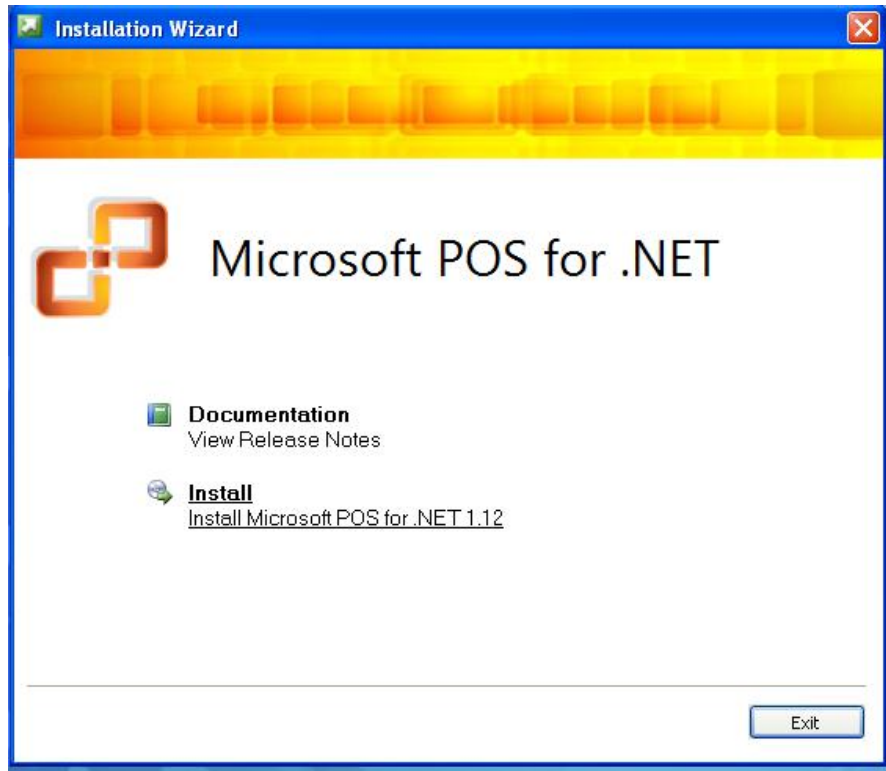 Installation Wizard
Microsoft POS for .NET
Documentation
View Release Notes
Install
Install Microsoft POS for .NET 1.12
Exit